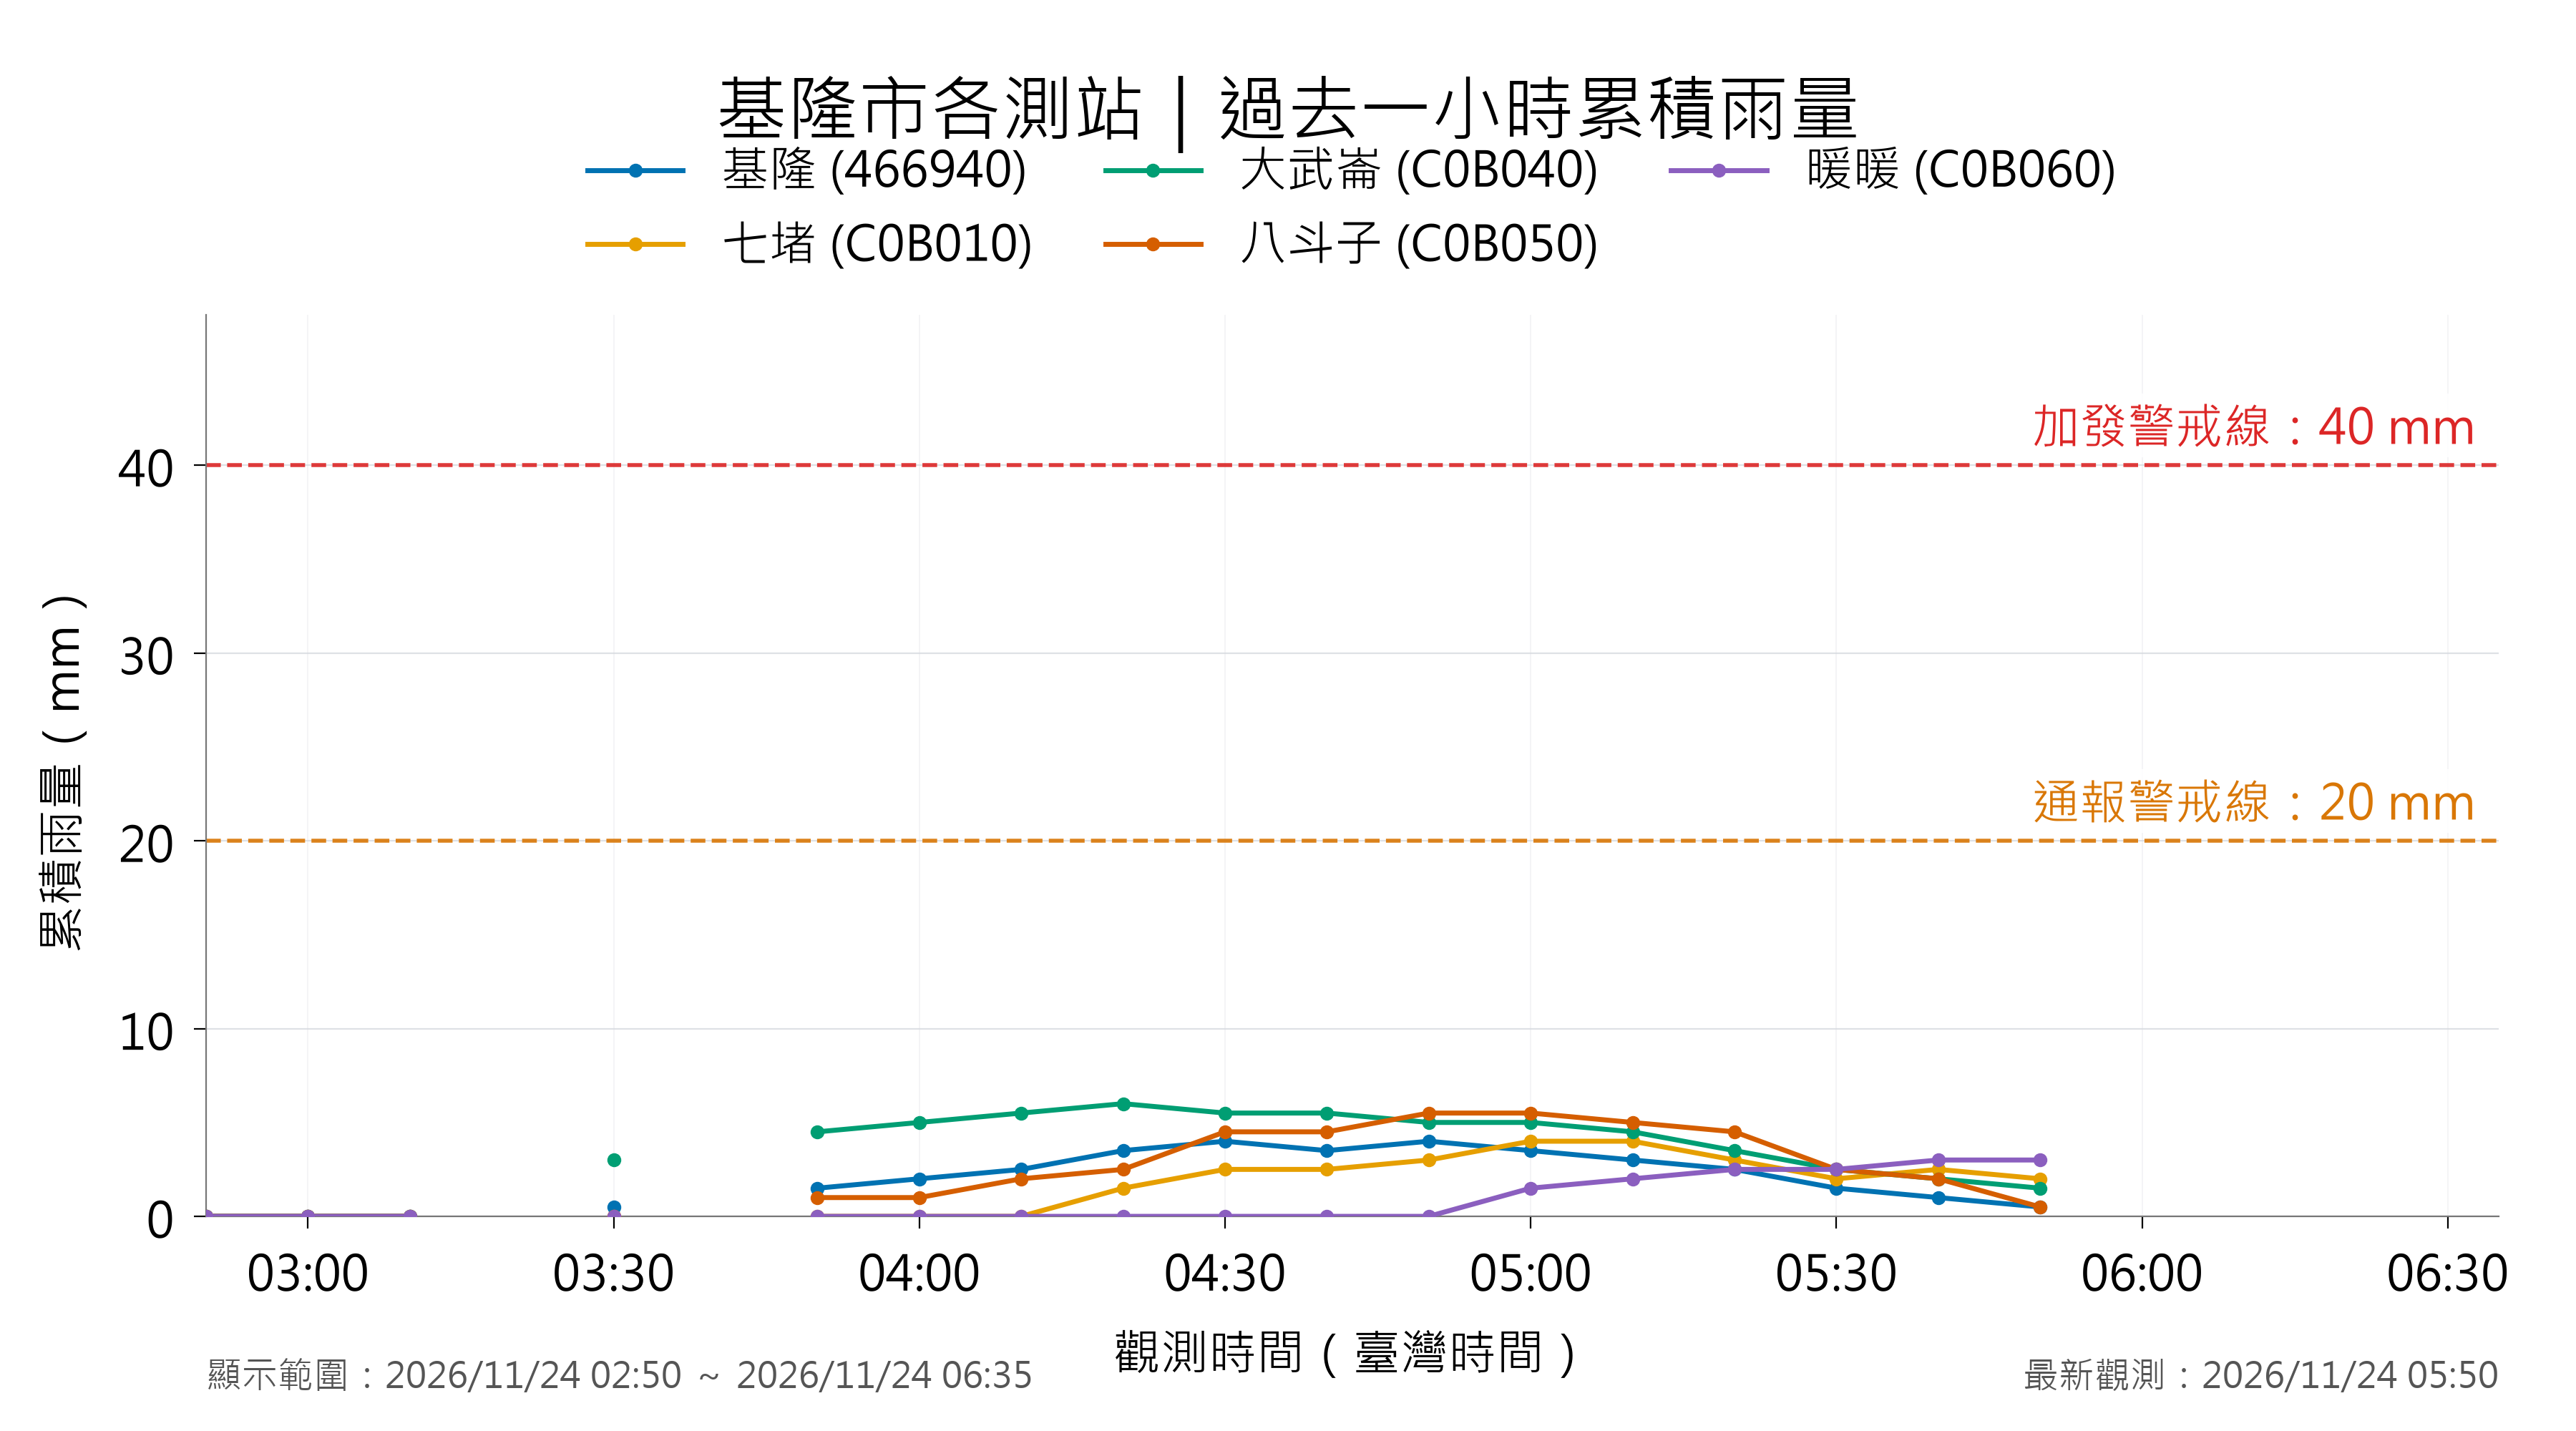 基隆市各測站｜過去一小時累積雨量
基隆 (466940)
大武崙 (C0B040)
暖暖 (C0B060)
七堵 (C0B010)
八斗子 (C0B050)
累積雨量（mm）
40
30
20
10
0
加發警戒線：40 mm
通報警戒線：20 mm
03:00
03:30
04:00
04:30
05:00
05:30
06:00
06:30
觀測時間（臺灣時間）
顯示範圍：2026/11/24 02:50 ~ 2026/11/24 06:35
最新觀測：2026/11/24 05:50